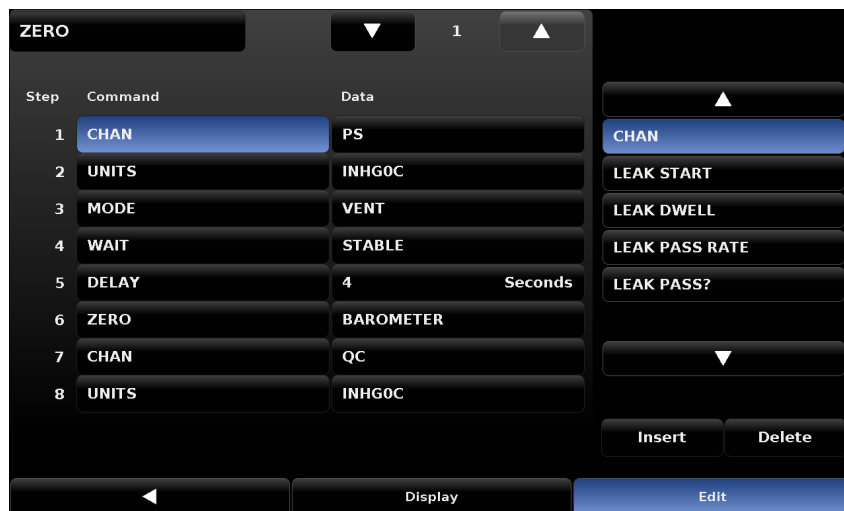 ZERO
1
Step Command Data
1 CHAN PS
2 UNITS INHG0C
3 MODE VENT
4 WAIT STABLE
5 DELAY 4 Seconds
6 ZERO BAROMETER
7 CHAN QC
8 UNITS INHG0C
CHAN
LEAK START
LEAK DWELL
LEAK PASS RATE
LEAK PASS?
Insert Delete
Display Edit